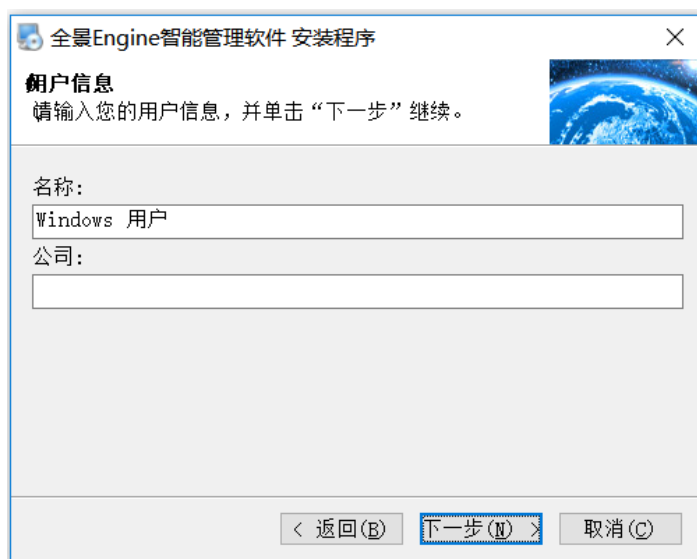 全景Engine智能管理软件 安装程序
用户信息
请输入您的用户信息，并单击“下一步”继续。
名称:
Windows 用户
公司:
< 返回(B) 下一步(N) > 取消(C)